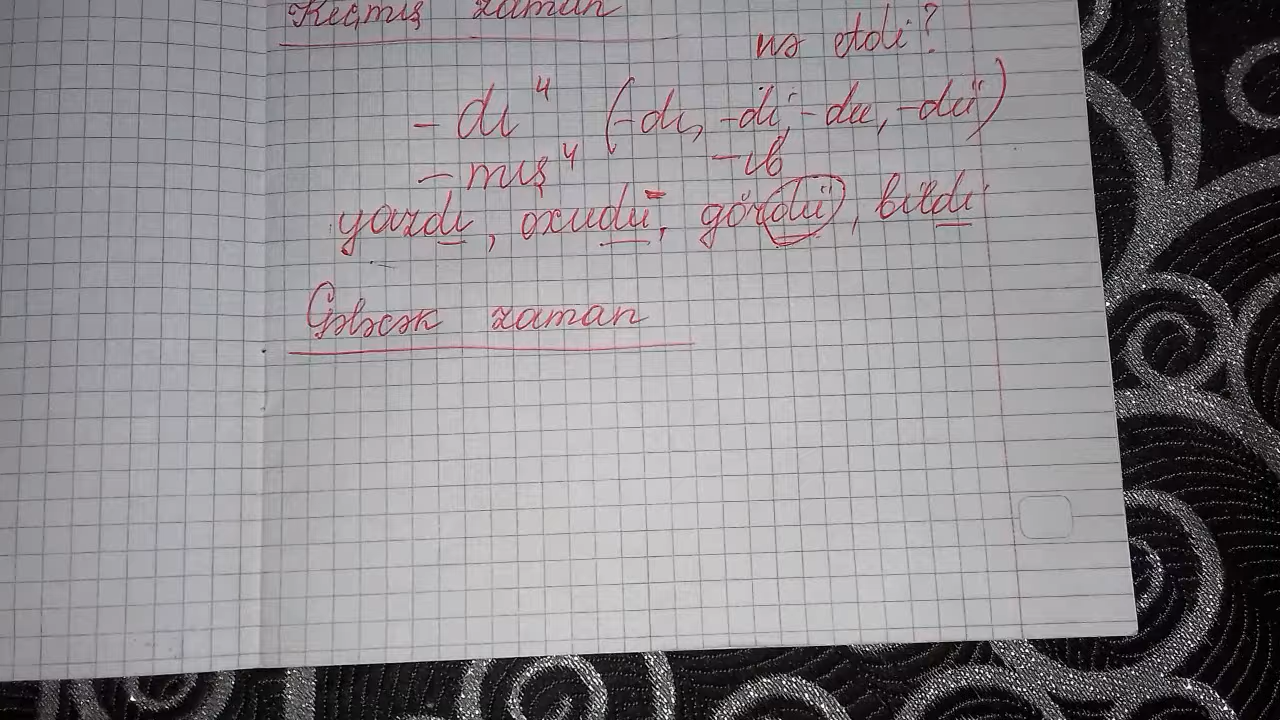 Keçmiş zaman
nə etdi?
-dı⁴ (-dı, -di, -du, -dü)
-mış⁴ -ıb
yazdı, oxudu, gördü, bildi
Gələcək zaman